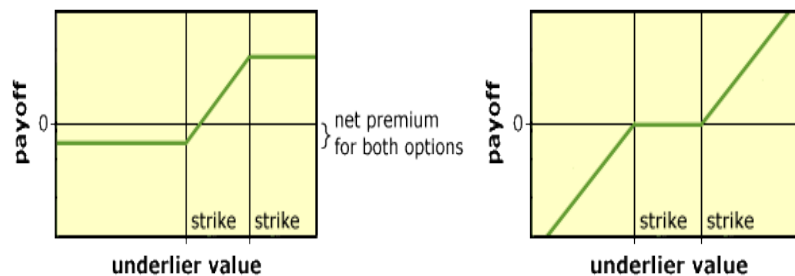 payoff
0
strike
strike
underlier value
net premium
for both options
payoff
0
strike
strike
underlier value